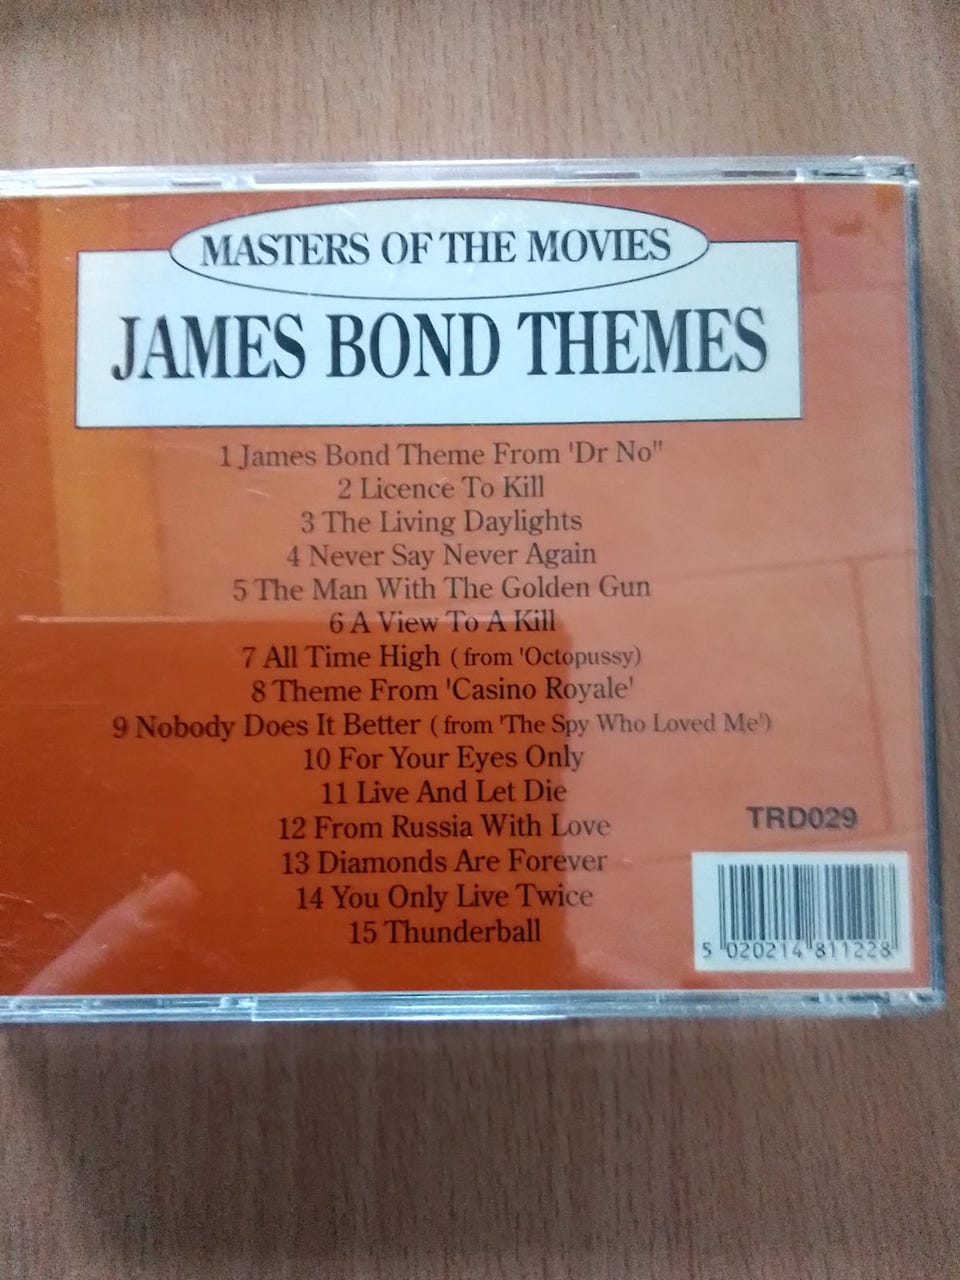 MASTERS OF THE MOVIES
JAMES BOND THEMES
1 James Bond Theme From 'Dr No"
2 Licence To Kill
3 The Living Daylights
4 Never Say Never Again
5 The Man With The Golden Gun
6 A View To A Kill
7 All Time High ( from 'Octopussy)
8 Theme From 'Casino Royale'
9 Nobody Does It Better ( from 'The Spy Who Loved Me')
10 For Your Eyes Only
11 Live And Let Die
12 From Russia With Love
13 Diamonds Are Forever
14 You Only Live Twice
15 Thunderball
TRD029
5 020214 811228